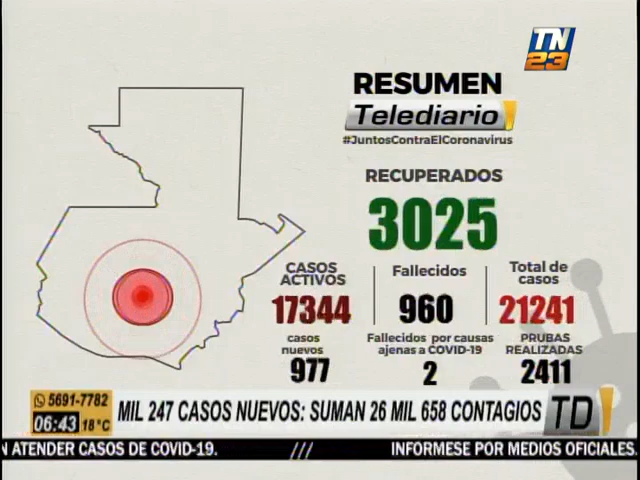 TN
23
RESUMEN
Telediario
#JuntosContraElCoronavirus
RECUPERADOS
3025
CASOS
ACTIVOS
17344
Fallecidos
960
Total de
casos
21241
casos
nuevos
977
Fallecidos por causas
ajenas a COVID-19
2
PRUBAS
REALIZADAS
2411
5691-7782
06:43 18°C
MIL 247 CASOS NUEVOS: SUMAN 26 MIL 658 CONTAGIOS
TD
N ATENDER CASOS DE COVID-19. /// INFORMESE POR MEDIOS OFICIALES.